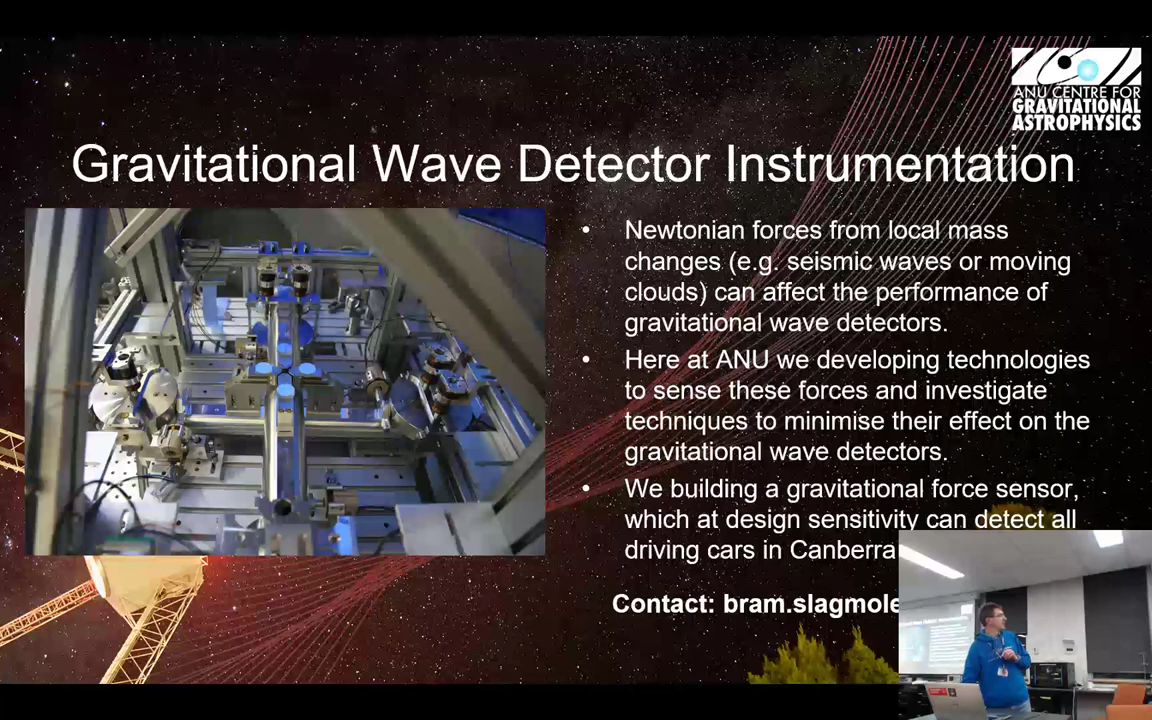 ANU CENTRE FOR
GRAVITATIONAL
ASTROPHYSICS
Gravitational Wave Detector Instrumentation
• Newtonian forces from local mass
changes (e.g. seismic waves or moving
clouds) can affect the performance of
gravitational wave detectors.
• Here at ANU we developing technologies
to sense these forces and investigate
techniques to minimise their effect on the
gravitational wave detectors.
• We building a gravitational force sensor,
which at design sensitivity can detect all
driving cars in Canberra
Contact: bram.slagmole